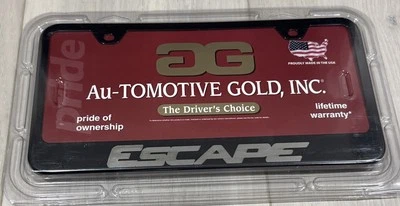 pride
AG
PROUDLY MADE IN THE USA
Au-TOMOTIVE GOLD, INC.®
The Driver's Choice
pride of
ownership
lifetime
warranty*
ESCAPE